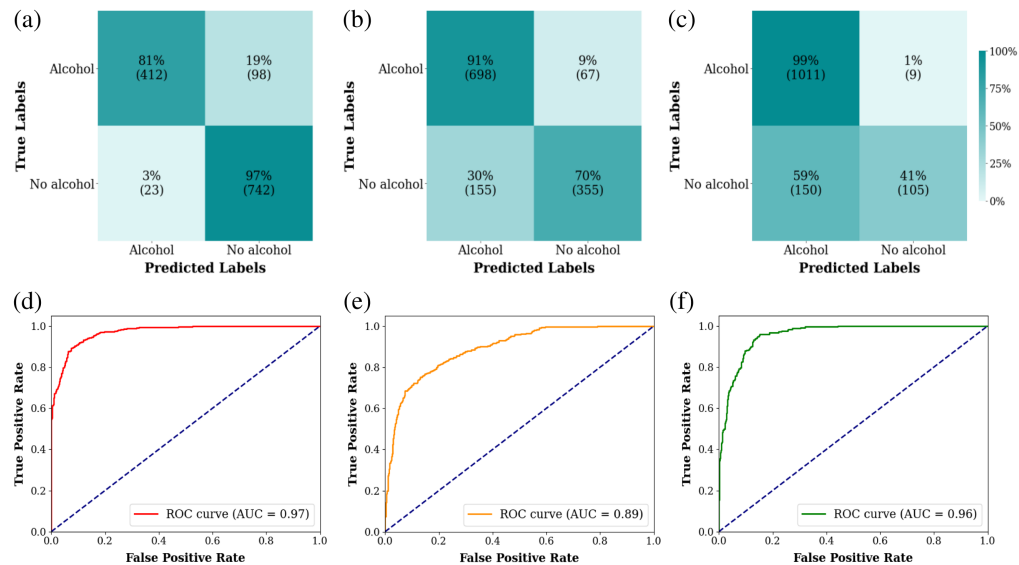 (a)
(b)
(c)
True Labels
Alcohol
No alcohol
81%
(412)
19%
(98)
3%
(23)
97%
(742)
Alcohol
No alcohol
Predicted Labels
True Labels
Alcohol
No alcohol
91%
(698)
9%
(67)
30%
(155)
70%
(355)
Alcohol
No alcohol
Predicted Labels
True Labels
Alcohol
No alcohol
99%
(1011)
1%
(9)
59%
(150)
41%
(105)
Alcohol
No alcohol
Predicted Labels
100%
75%
50%
25%
0%
(d)
True Positive Rate
1.0
0.8
0.6
0.4
0.2
0.0
ROC curve (AUC = 0.97)
0.0 0.2 0.4 0.6 0.8 1.0
False Positive Rate
(e)
True Positive Rate
1.0
0.8
0.6
0.4
0.2
0.0
ROC curve (AUC = 0.89)
0.0 0.2 0.4 0.6 0.8 1.0
False Positive Rate
(f)
True Positive Rate
1.0
0.8
0.6
0.4
0.2
0.0
ROC curve (AUC = 0.96)
0.0 0.2 0.4 0.6 0.8 1.0
False Positive Rate